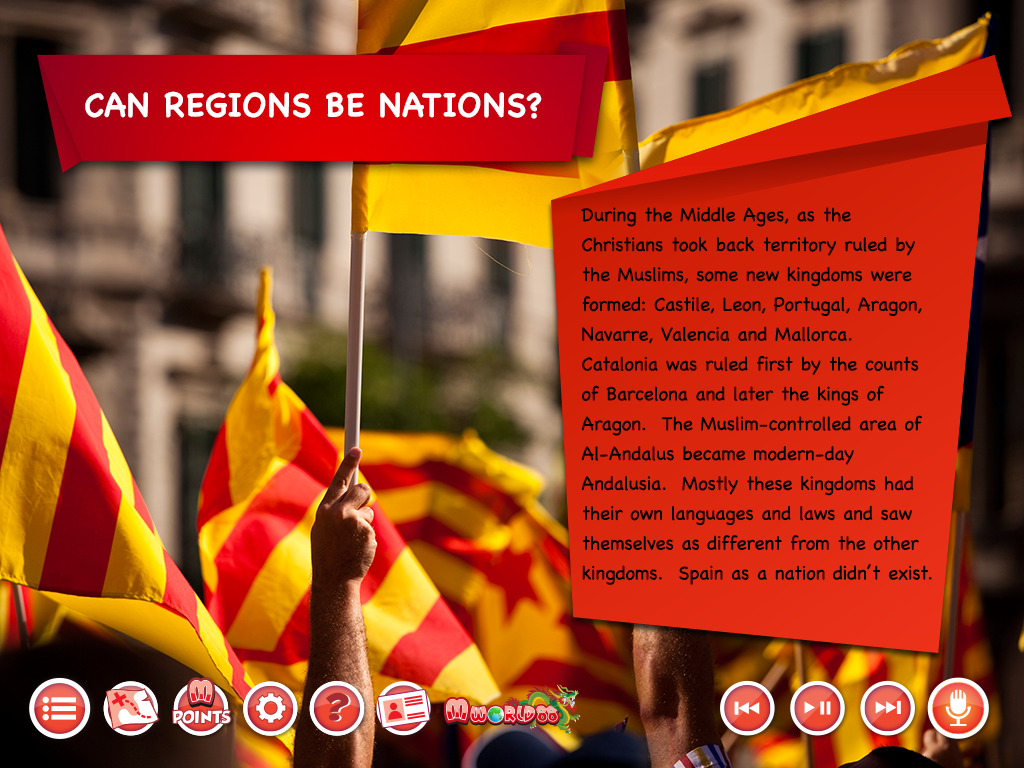 CAN REGIONS BE NATIONS?
During the Middle Ages, as the
Christians took back territory ruled by
the Muslims, some new kingdoms were
formed: Castile, Leon, Portugal, Aragon,
Navarre, Valencia and Mallorca.
Catalonia was ruled first by the counts
of Barcelona and later the kings of
Aragon.  The Muslim-controlled area of
Al-Andalus became modern-day
Andalusia.  Mostly these kingdoms had
their own languages and laws and saw
themselves as different from the other
kingdoms.  Spain as a nation didn't exist.
M
POINTS
?
MWORLD88